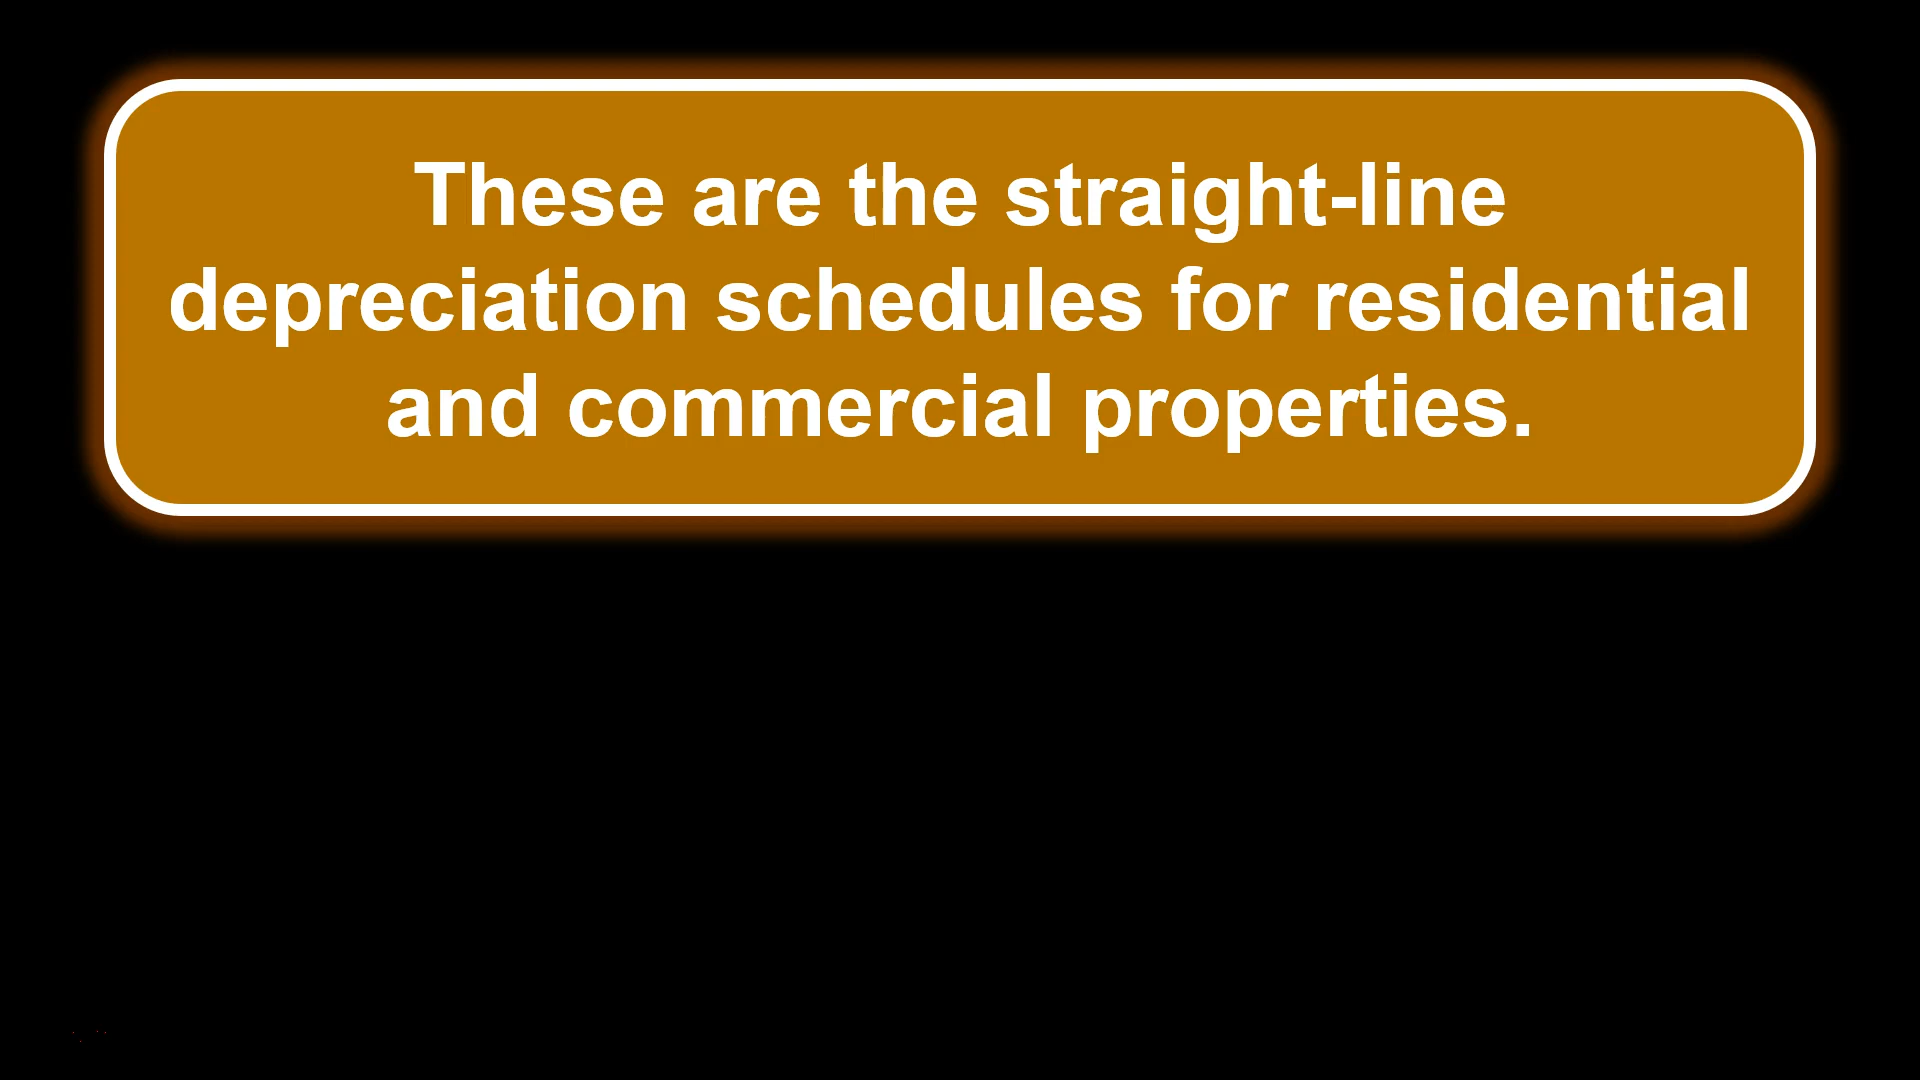 These are the straight-line
depreciation schedules for residential
and commercial properties.